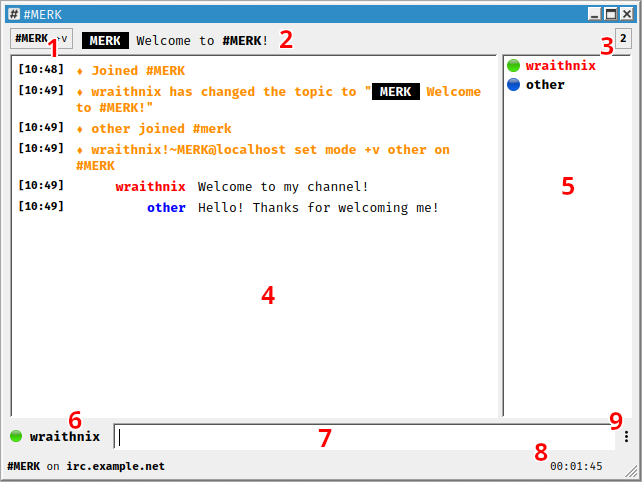 #MERK
#MERK +v MERK Welcome to #MERK! 2 3 2
1
[10:48] ♦ Joined #MERK
[10:49] ♦ wraithnix has changed the topic to " MERK Welcome
to #MERK!"
[10:49] ♦ other joined #merk
[10:49] ♦ wraithnix!~MERK@localhost set mode +v other on
#MERK
[10:49] wraithnix Welcome to my channel!
[10:49] other Hello! Thanks for welcoming me!
wraithnix
other
5
4
6
wraithnix
7
9
8
#MERK on irc.example.net
00:01:45